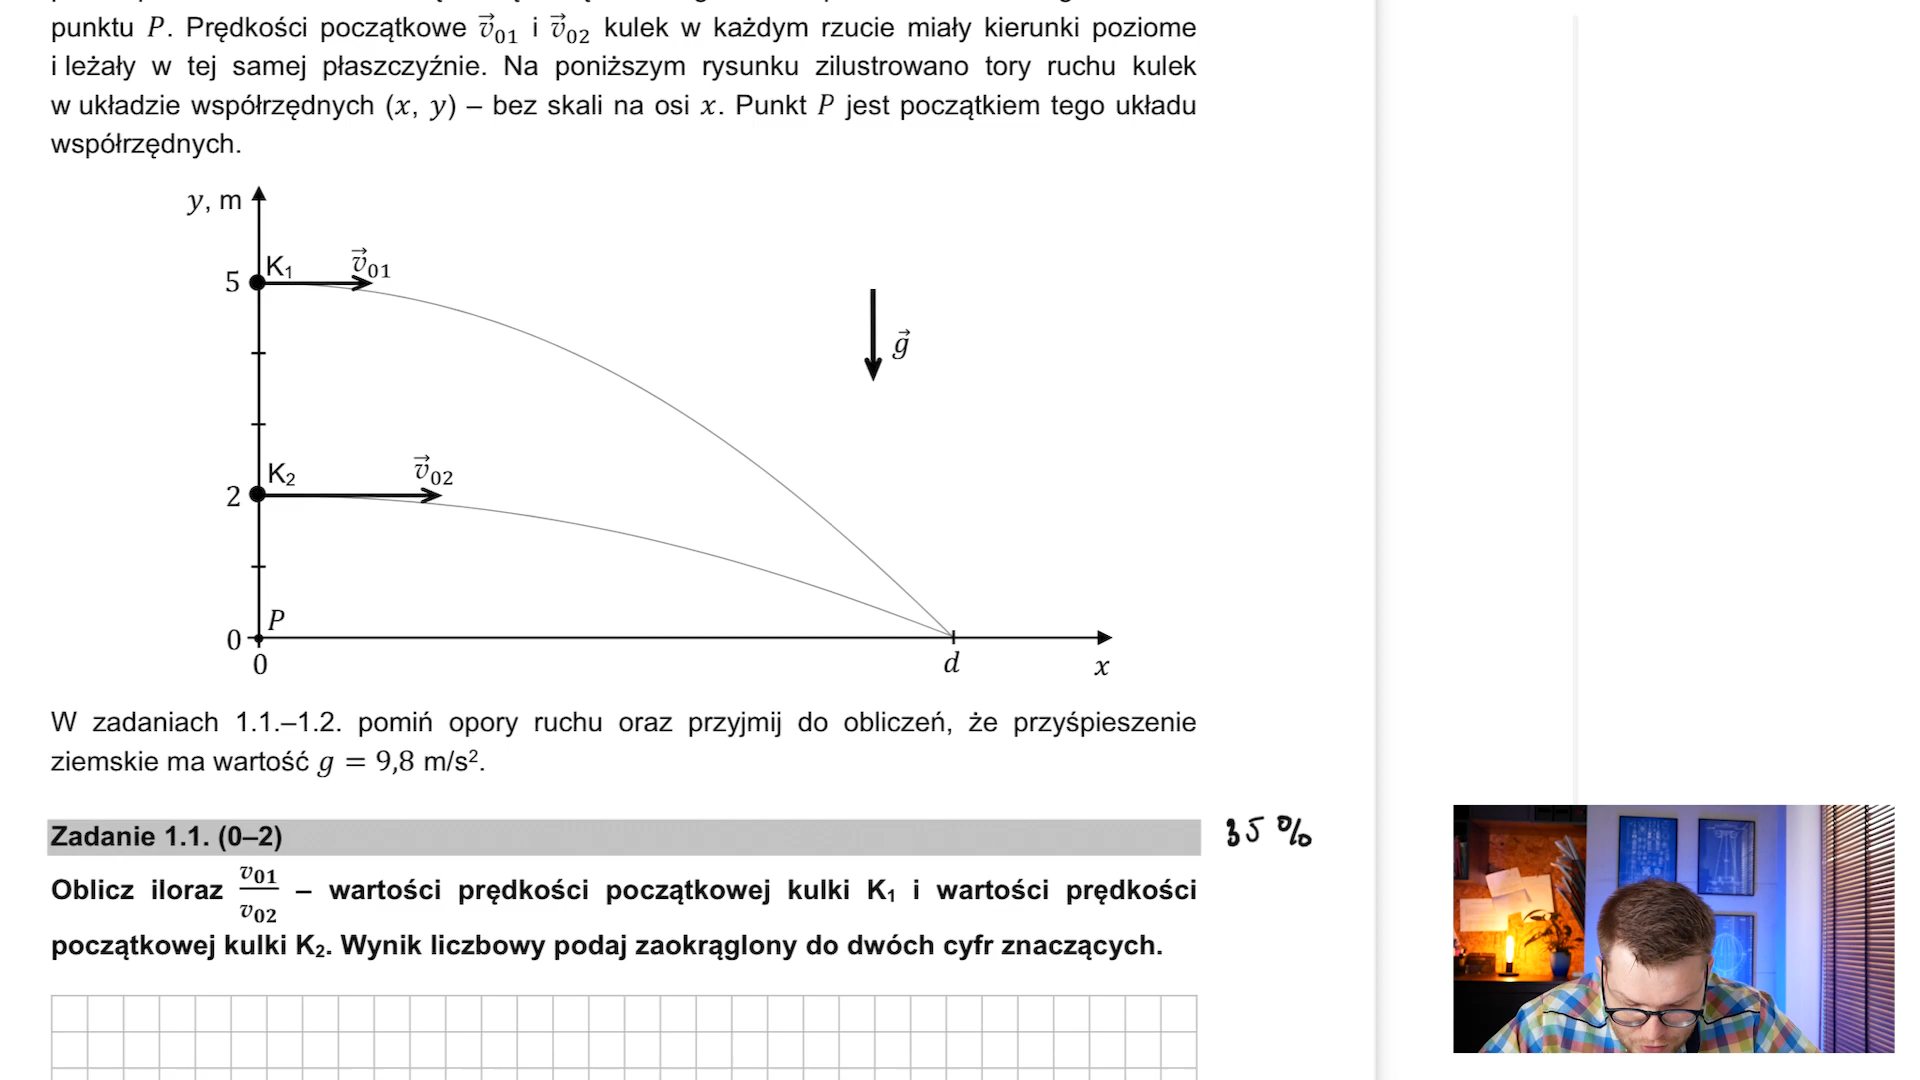 punktu P. Prędkości początkowe v⃗01 i v⃗02 kulek w każdym rzucie miały kierunki poziome
i leżały w tej samej płaszczyźnie. Na poniższym rysunku zilustrowano tory ruchu kulek
w układzie współrzędnych (x, y) – bez skali na osi x. Punkt P jest początkiem tego układu
współrzędnych.
y, m
K1
v⃗01
5
g⃗
K2
v⃗02
2
P
0
0
d
x
W zadaniach 1.1.–1.2. pomiń opory ruchu oraz przyjmij do obliczeń, że przyśpieszenie
ziemskie ma wartość g = 9,8 m/s².
Zadanie 1.1. (0–2)
35 %
Oblicz iloraz v01/v02 – wartości prędkości początkowej kulki K1 i wartości prędkości
początkowej kulki K2. Wynik liczbowy podaj zaokrąglony do dwóch cyfr znaczących.